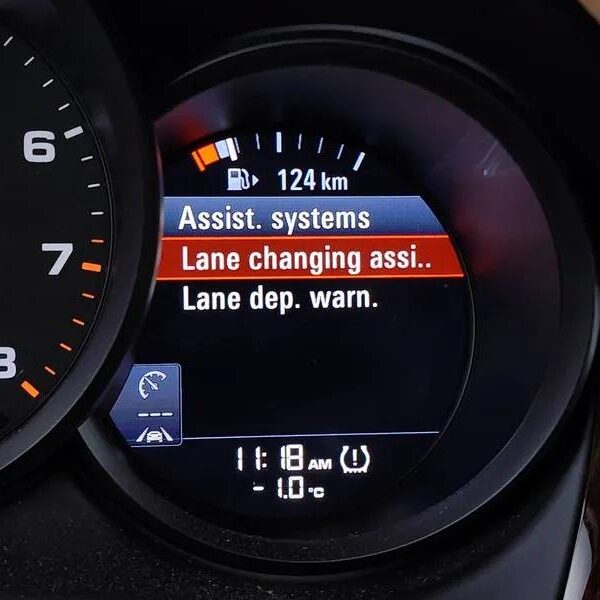 6
7
8
124 km
Assist. systems
Lane changing assi..
Lane dep. warn.
---
11:18 AM (!)
-1.0 °C